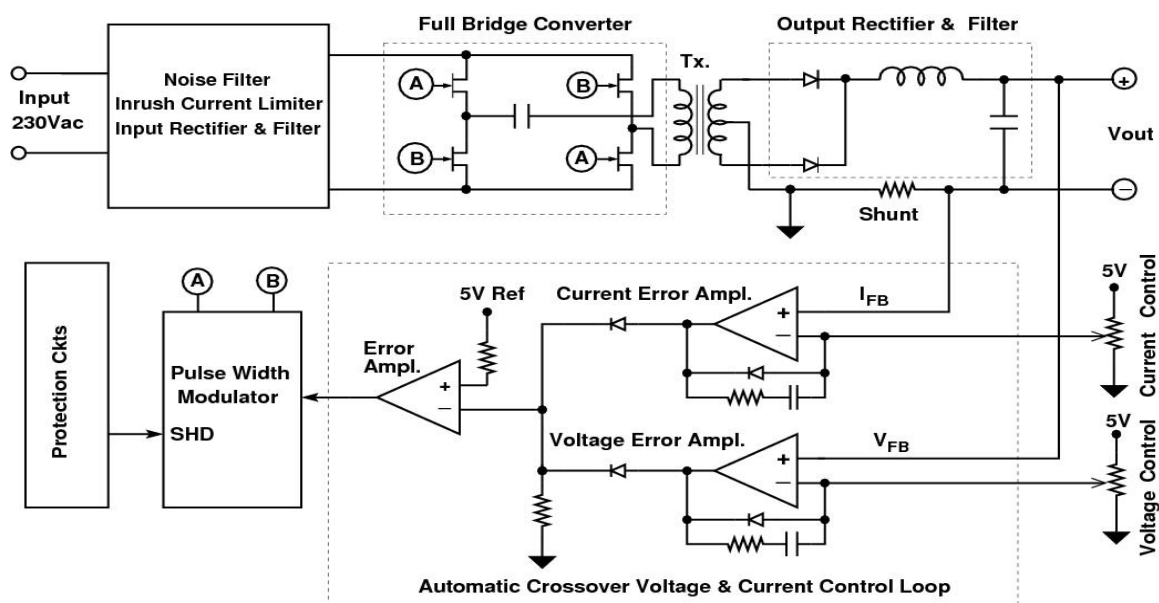 Full Bridge Converter
Output Rectifier & Filter
Input
230Vac
Noise Filter
Inrush Current Limiter
Input Rectifier & Filter
A
B
B
A
Tx.
+
Vout
−
Shunt
Protection Ckts
A
B
Pulse Width
Modulator
SHD
Error
Ampl.
5V Ref
+
−
Current Error Ampl.
+
−
IFB
5V
Current Control
Voltage Error Ampl.
+
−
VFB
5V
Voltage Control
Automatic Crossover Voltage & Current Control Loop